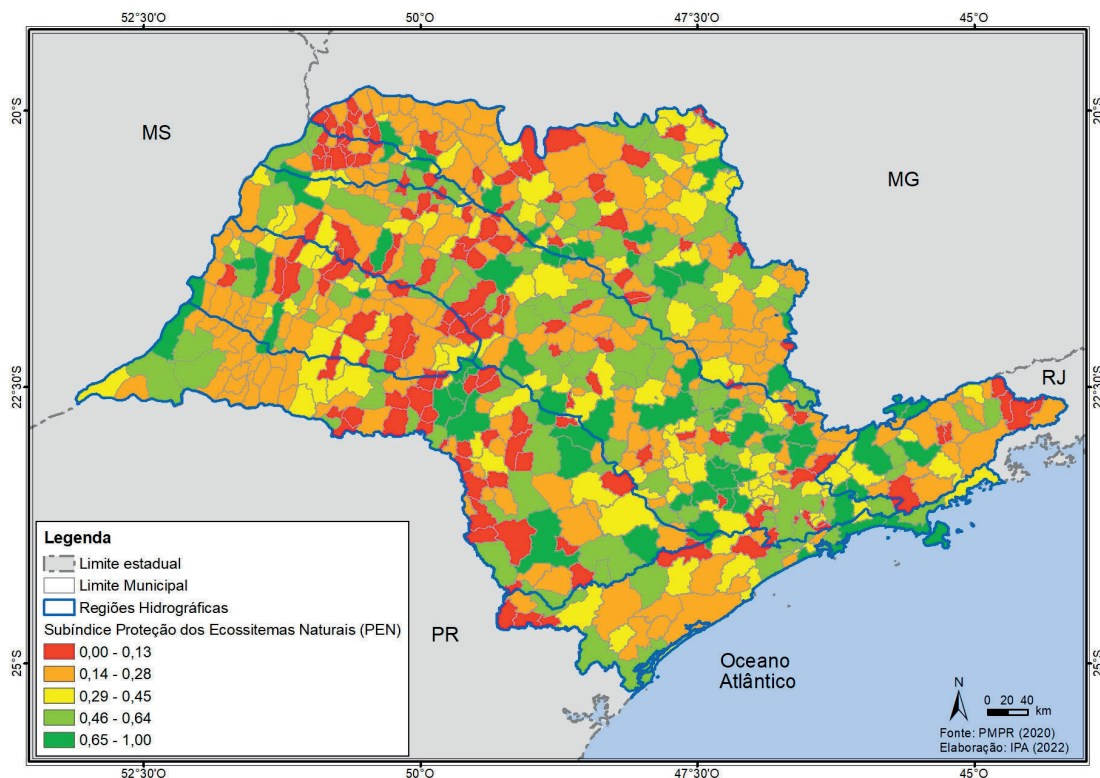 52°30'O 50°O 47°30'O 45°O
20°S 20°S
MS
MG
22°30'S 22°30'S
RJ
PR
Oceano
Atlântico
25°S 25°S
Legenda
Limite estadual
Limite Municipal
Regiões Hidrográficas
Subíndice Proteção dos Ecossitemas Naturais (PEN)
0,00 - 0,13
0,14 - 0,28
0,29 - 0,45
0,46 - 0,64
0,65 - 1,00
N
0 20 40
km
Fonte: PMPR (2020)
Elaboração: IPA (2022)
52°30'O 50°O 47°30'O 45°O